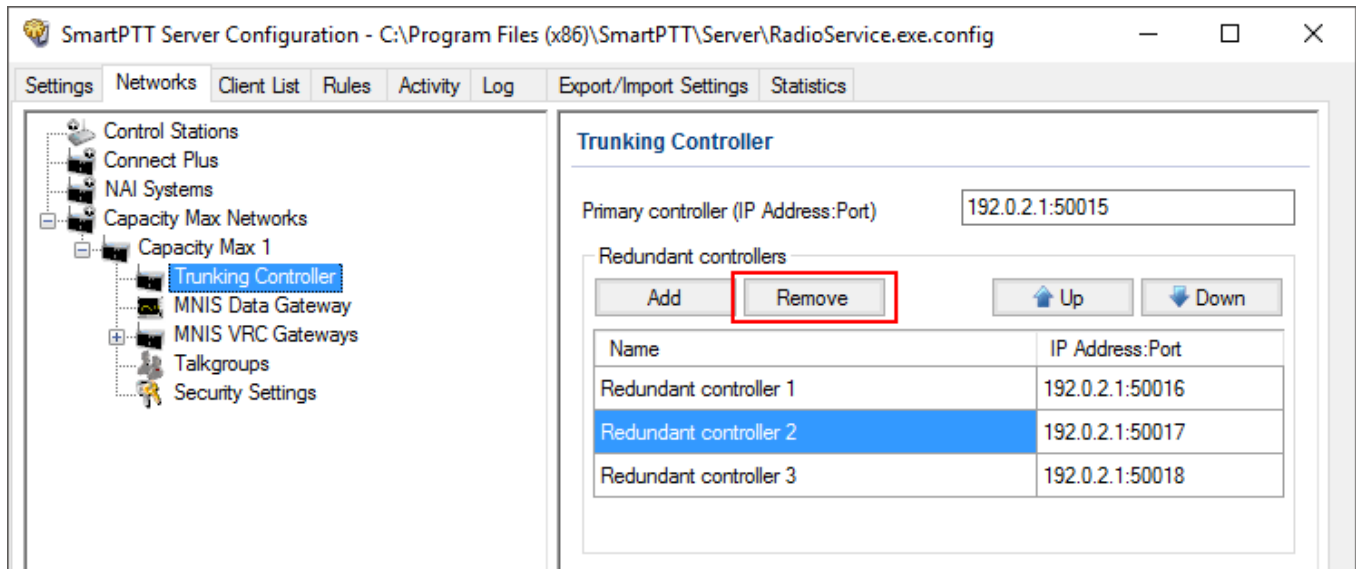 SmartPTT Server Configuration - C:\Program Files (x86)\SmartPTT\Server\RadioService.exe.config
Settings Networks Client List Rules Activity Log Export/Import Settings Statistics
Control Stations
Connect Plus
NAI Systems
Capacity Max Networks
Capacity Max 1
Trunking Controller
MNIS Data Gateway
MNIS VRC Gateways
Talkgroups
Security Settings
Trunking Controller
Primary controller (IP Address:Port) 192.0.2.1:50015
Redundant controllers
Add Remove Up Down
Name IP Address:Port
Redundant controller 1 192.0.2.1:50016
Redundant controller 2 192.0.2.1:50017
Redundant controller 3 192.0.2.1:50018